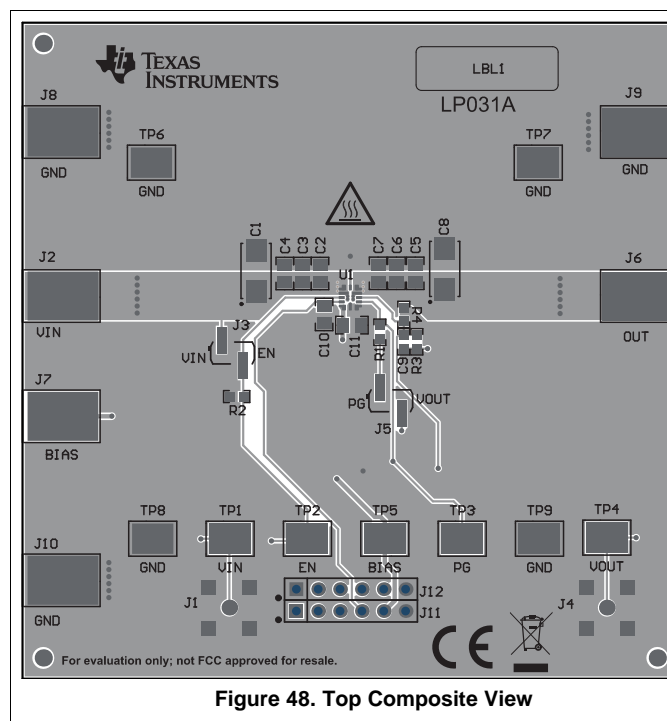 TEXAS
INSTRUMENTS
LBL1
LP031A
J8
GND
TP6
GND
TP7
GND
J9
GND
J2
VIN
C1
C4
C3
C2
U1
C7
C6
C5
C8
J6
OUT
J3
VIN
EN
C10
C11
R1
R4
C9
R3
R2
PG
VOUT
J5
J7
BIAS
TP8
GND
TP1
VIN
TP2
EN
TP5
BIAS
TP3
PG
TP9
GND
TP4
VOUT
J10
GND
J1
J12
J11
J4
CE
For evaluation only; not FCC approved for resale.
Figure 48. Top Composite View